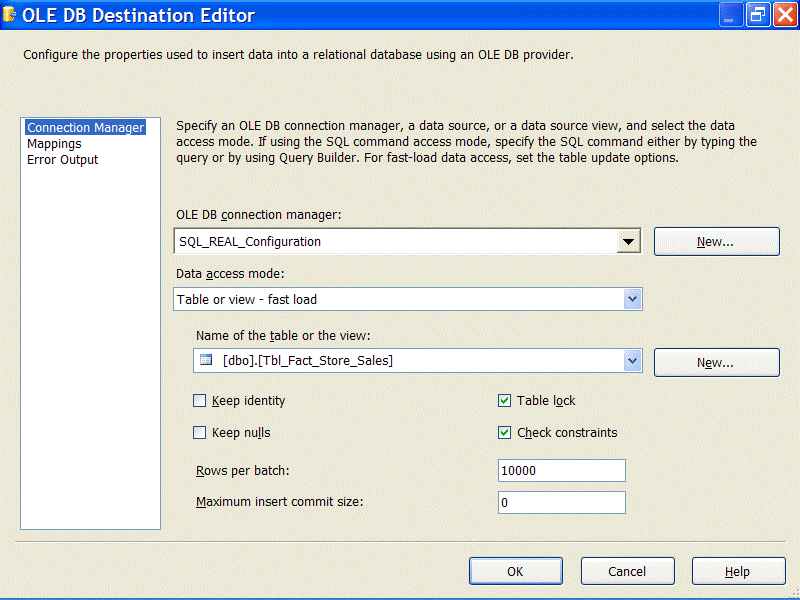 OLE DB Destination Editor
Configure the properties used to insert data into a relational database using an OLE DB provider.
Connection Manager
Mappings
Error Output
Specify an OLE DB connection manager, a data source, or a data source view, and select the data
access mode. If using the SQL command access mode, specify the SQL command either by typing the
query or by using Query Builder. For fast-load data access, set the table update options.
OLE DB connection manager:
SQL_REAL_Configuration
New...
Data access mode:
Table or view - fast load
Name of the table or the view:
[dbo].[Tbl_Fact_Store_Sales]
New...
Keep identity
Table lock
Keep nulls
Check constraints
Rows per batch:
10000
Maximum insert commit size:
0
OK
Cancel
Help